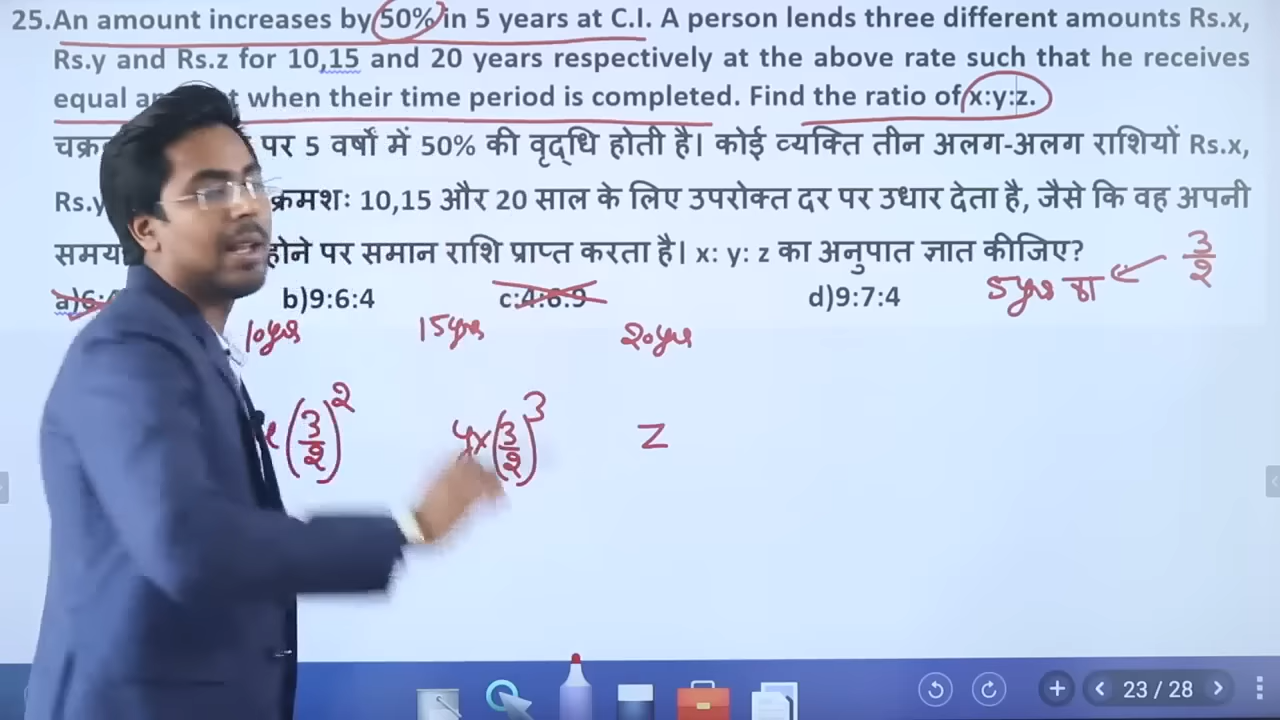 25.An amount increases by 50% in 5 years at C.I. A person lends three different amounts Rs.x,
Rs.y and Rs.z for 10,15 and 20 years respectively at the above rate such that he receives
equal when their time period is completed. Find the ratio of x:y:z.
पर 5 वर्षों में 50% की वृद्धि होती है। कोई व्यक्ति तीन अलग-अलग राशियों Rs.x,
Rs.y क्रमशः 10,15 और 20 साल के लिए उपरोक्त दर पर उधार देता है, जैसे कि वह अपनी
समय होने पर समान राशि प्राप्त करता है। x: y: z का अनुपात ज्ञात कीजिए?
b)9:6:4 c:4:6:9 d)9:7:4
5yrs का ← 3/2
10yrs 15yrs 20yrs
(3/2)^2 y×(3/2)^3 z
23 / 28